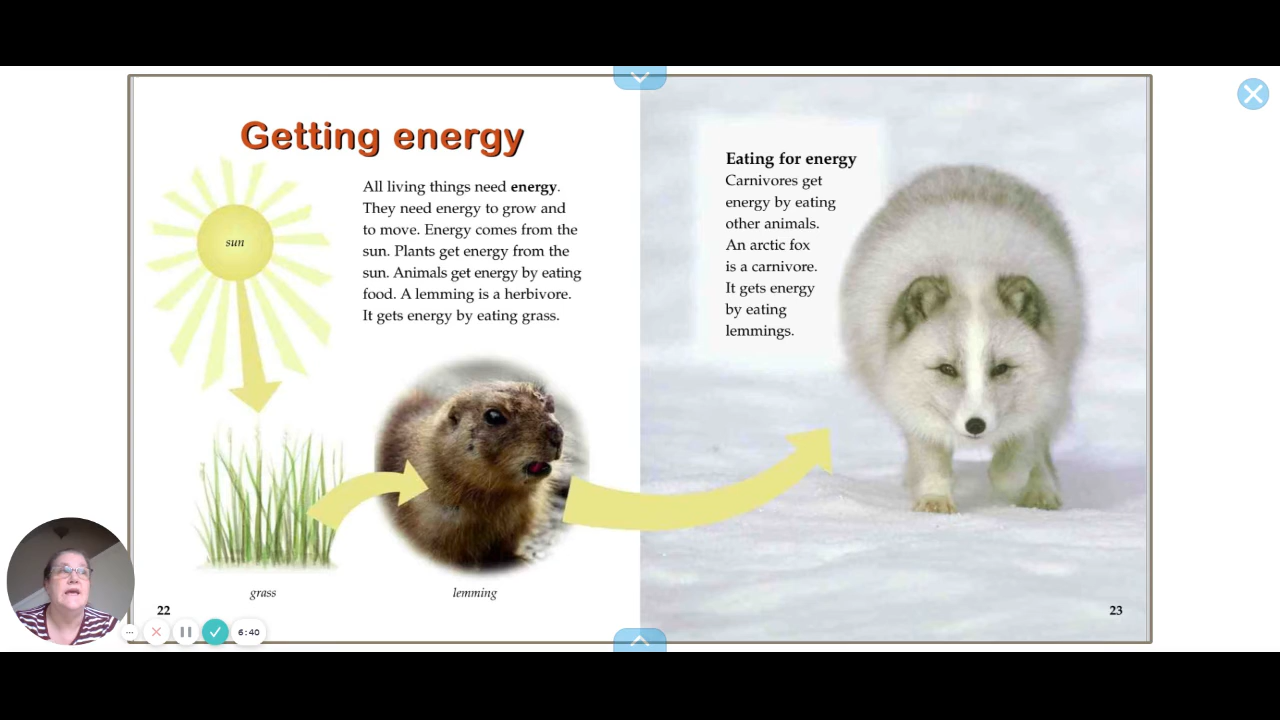 Getting energy
sun
All living things need energy.
They need energy to grow and
to move. Energy comes from the
sun. Plants get energy from the
sun. Animals get energy by eating
food. A lemming is a herbivore.
It gets energy by eating grass.
grass
lemming
22
6:40
Eating for energy
Carnivores get
energy by eating
other animals.
An arctic fox
is a carnivore.
It gets energy
by eating
lemmings.
23